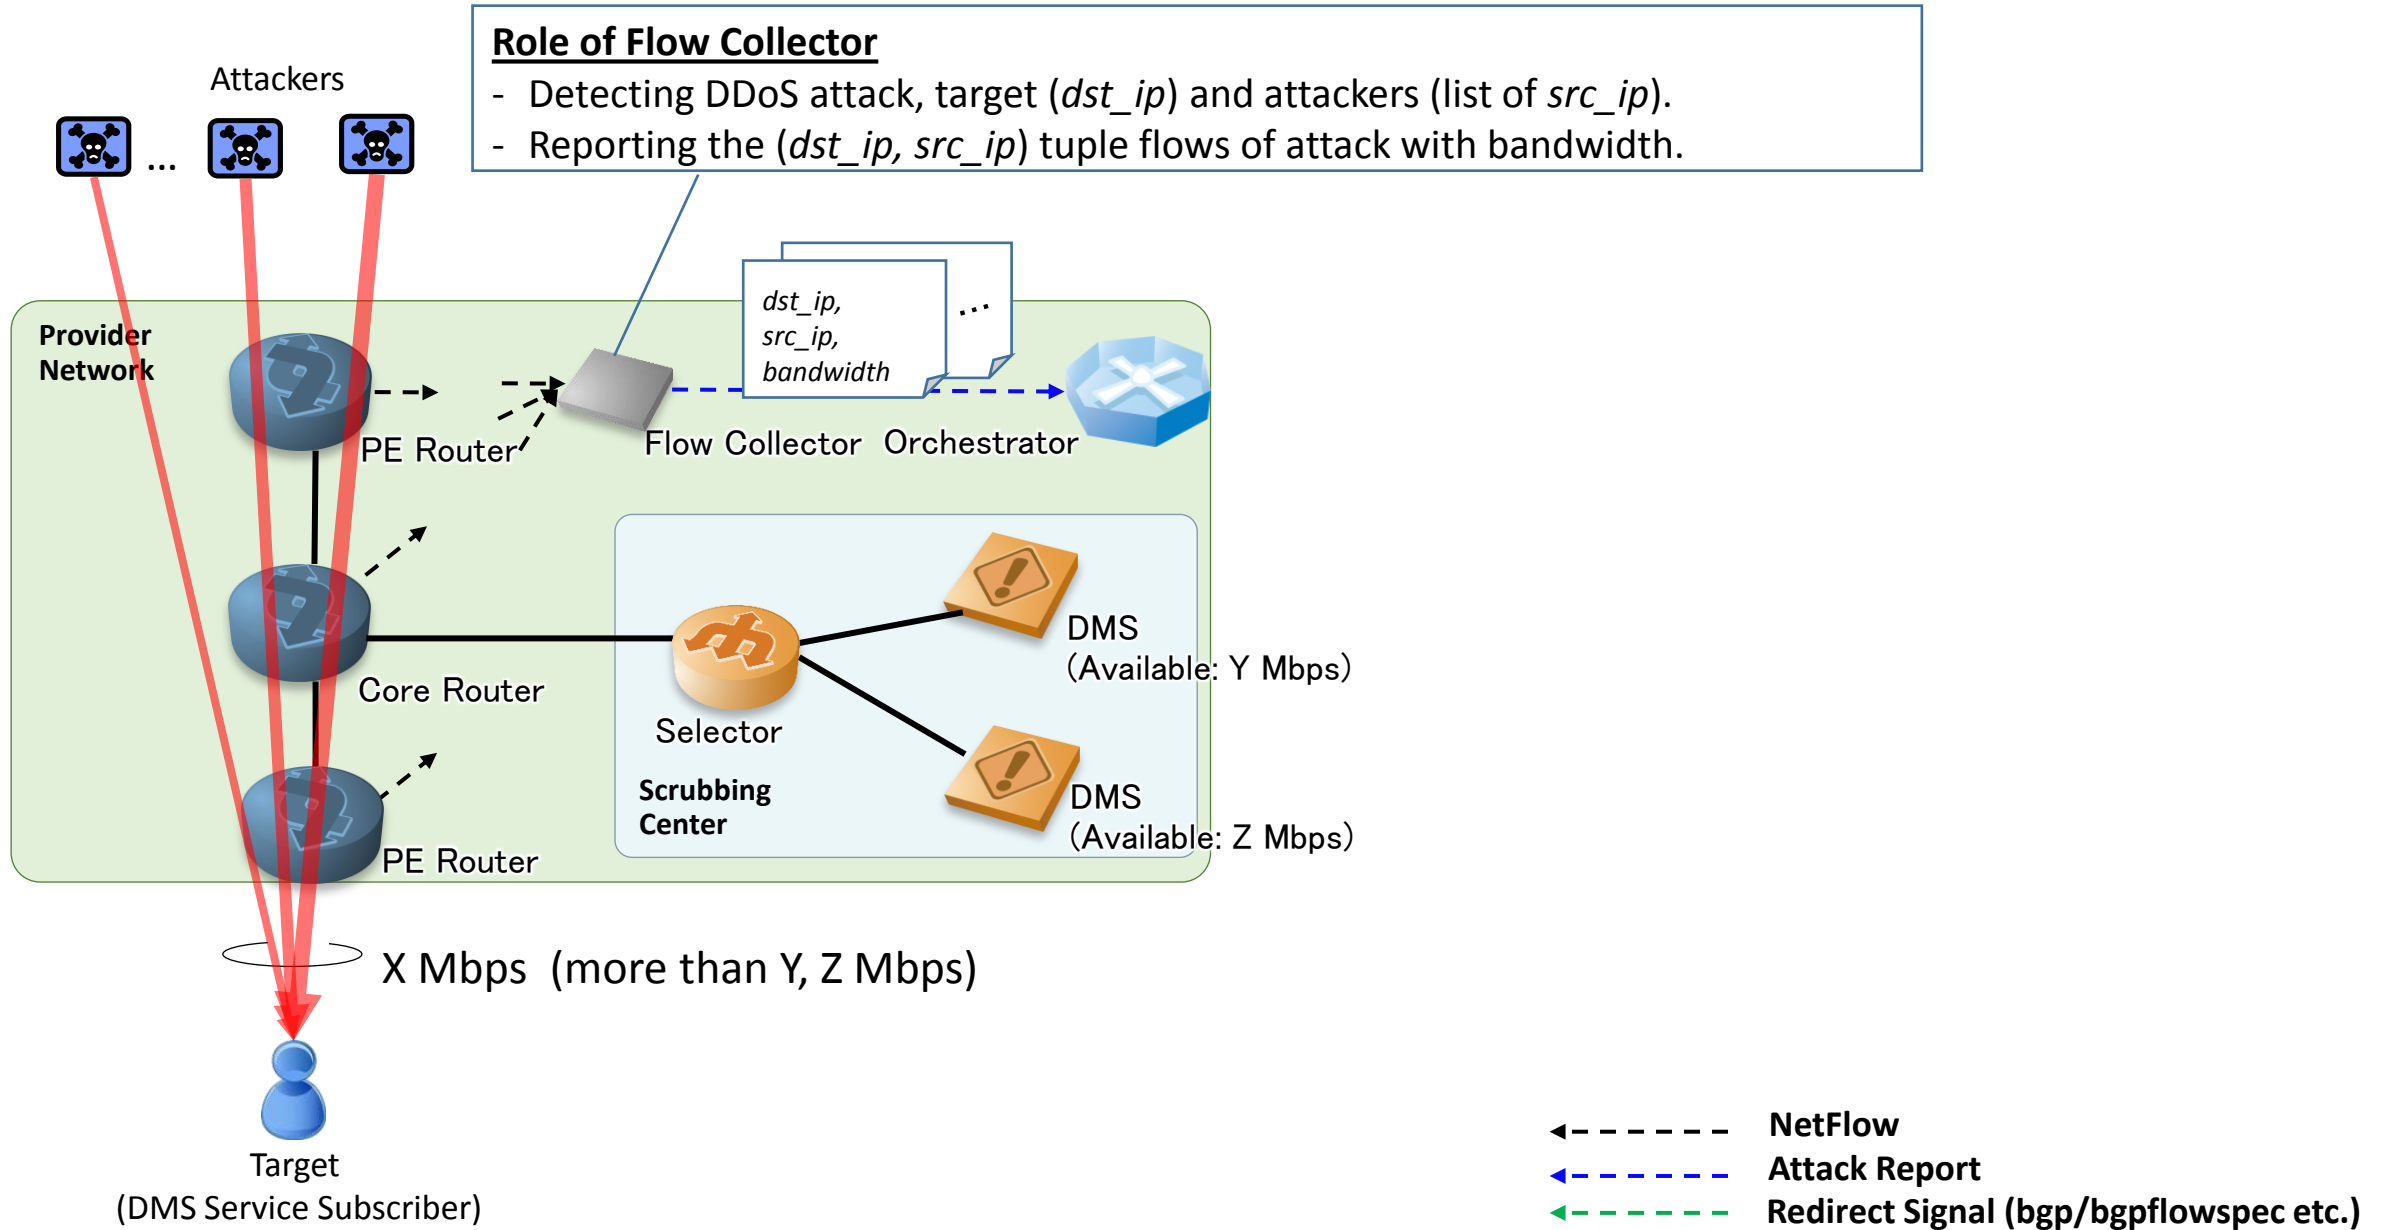 Role of Flow Collector
- Detecting DDoS attack, target (dst_ip) and attackers (list of src_ip).
- Reporting the (dst_ip, src_ip) tuple flows of attack with bandwidth.
Attackers
...
dst_ip,
src_ip,
bandwidth
...
Provider
Network
PE Router
Flow Collector
Orchestrator
Core Router
Selector
DMS
(Available: Y Mbps)
DMS
(Available: Z Mbps)
Scrubbing
Center
PE Router
X Mbps (more than Y, Z Mbps)
Target
(DMS Service Subscriber)
NetFlow
Attack Report
Redirect Signal (bgp/bgpflowspec etc.)